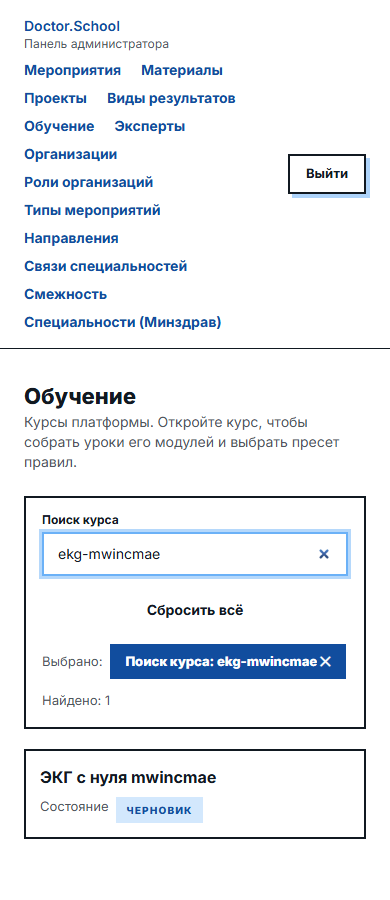 Doctor.School
Панель администратора
Мероприятия Материалы
Проекты Виды результатов
Обучение Эксперты
Организации
Роли организаций
Типы мероприятий
Направления
Связи специальностей
Смежность
Специальности (Минздрав)
Выйти
Обучение
Курсы платформы. Откройте курс, чтобы
собрать уроки его модулей и выбрать пресет
правил.
Поиск курса
ekg-mwincmae
Сбросить всё
Выбрано: Поиск курса: ekg-mwincmae
Найдено: 1
ЭКГ с нуля mwincmae
Состояние ЧЕРНОВИК